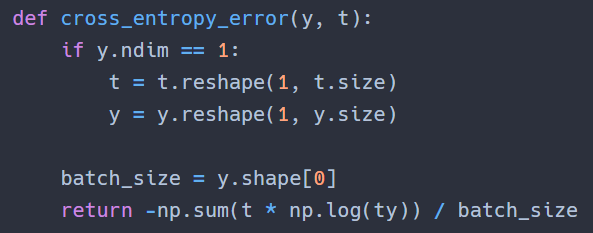 def cross_entropy_error(y, t):
    if y.ndim == 1:
        t = t.reshape(1, t.size)
        y = y.reshape(1, y.size)

    batch_size = y.shape[0]
    return -np.sum(t * np.log(ty)) / batch_size